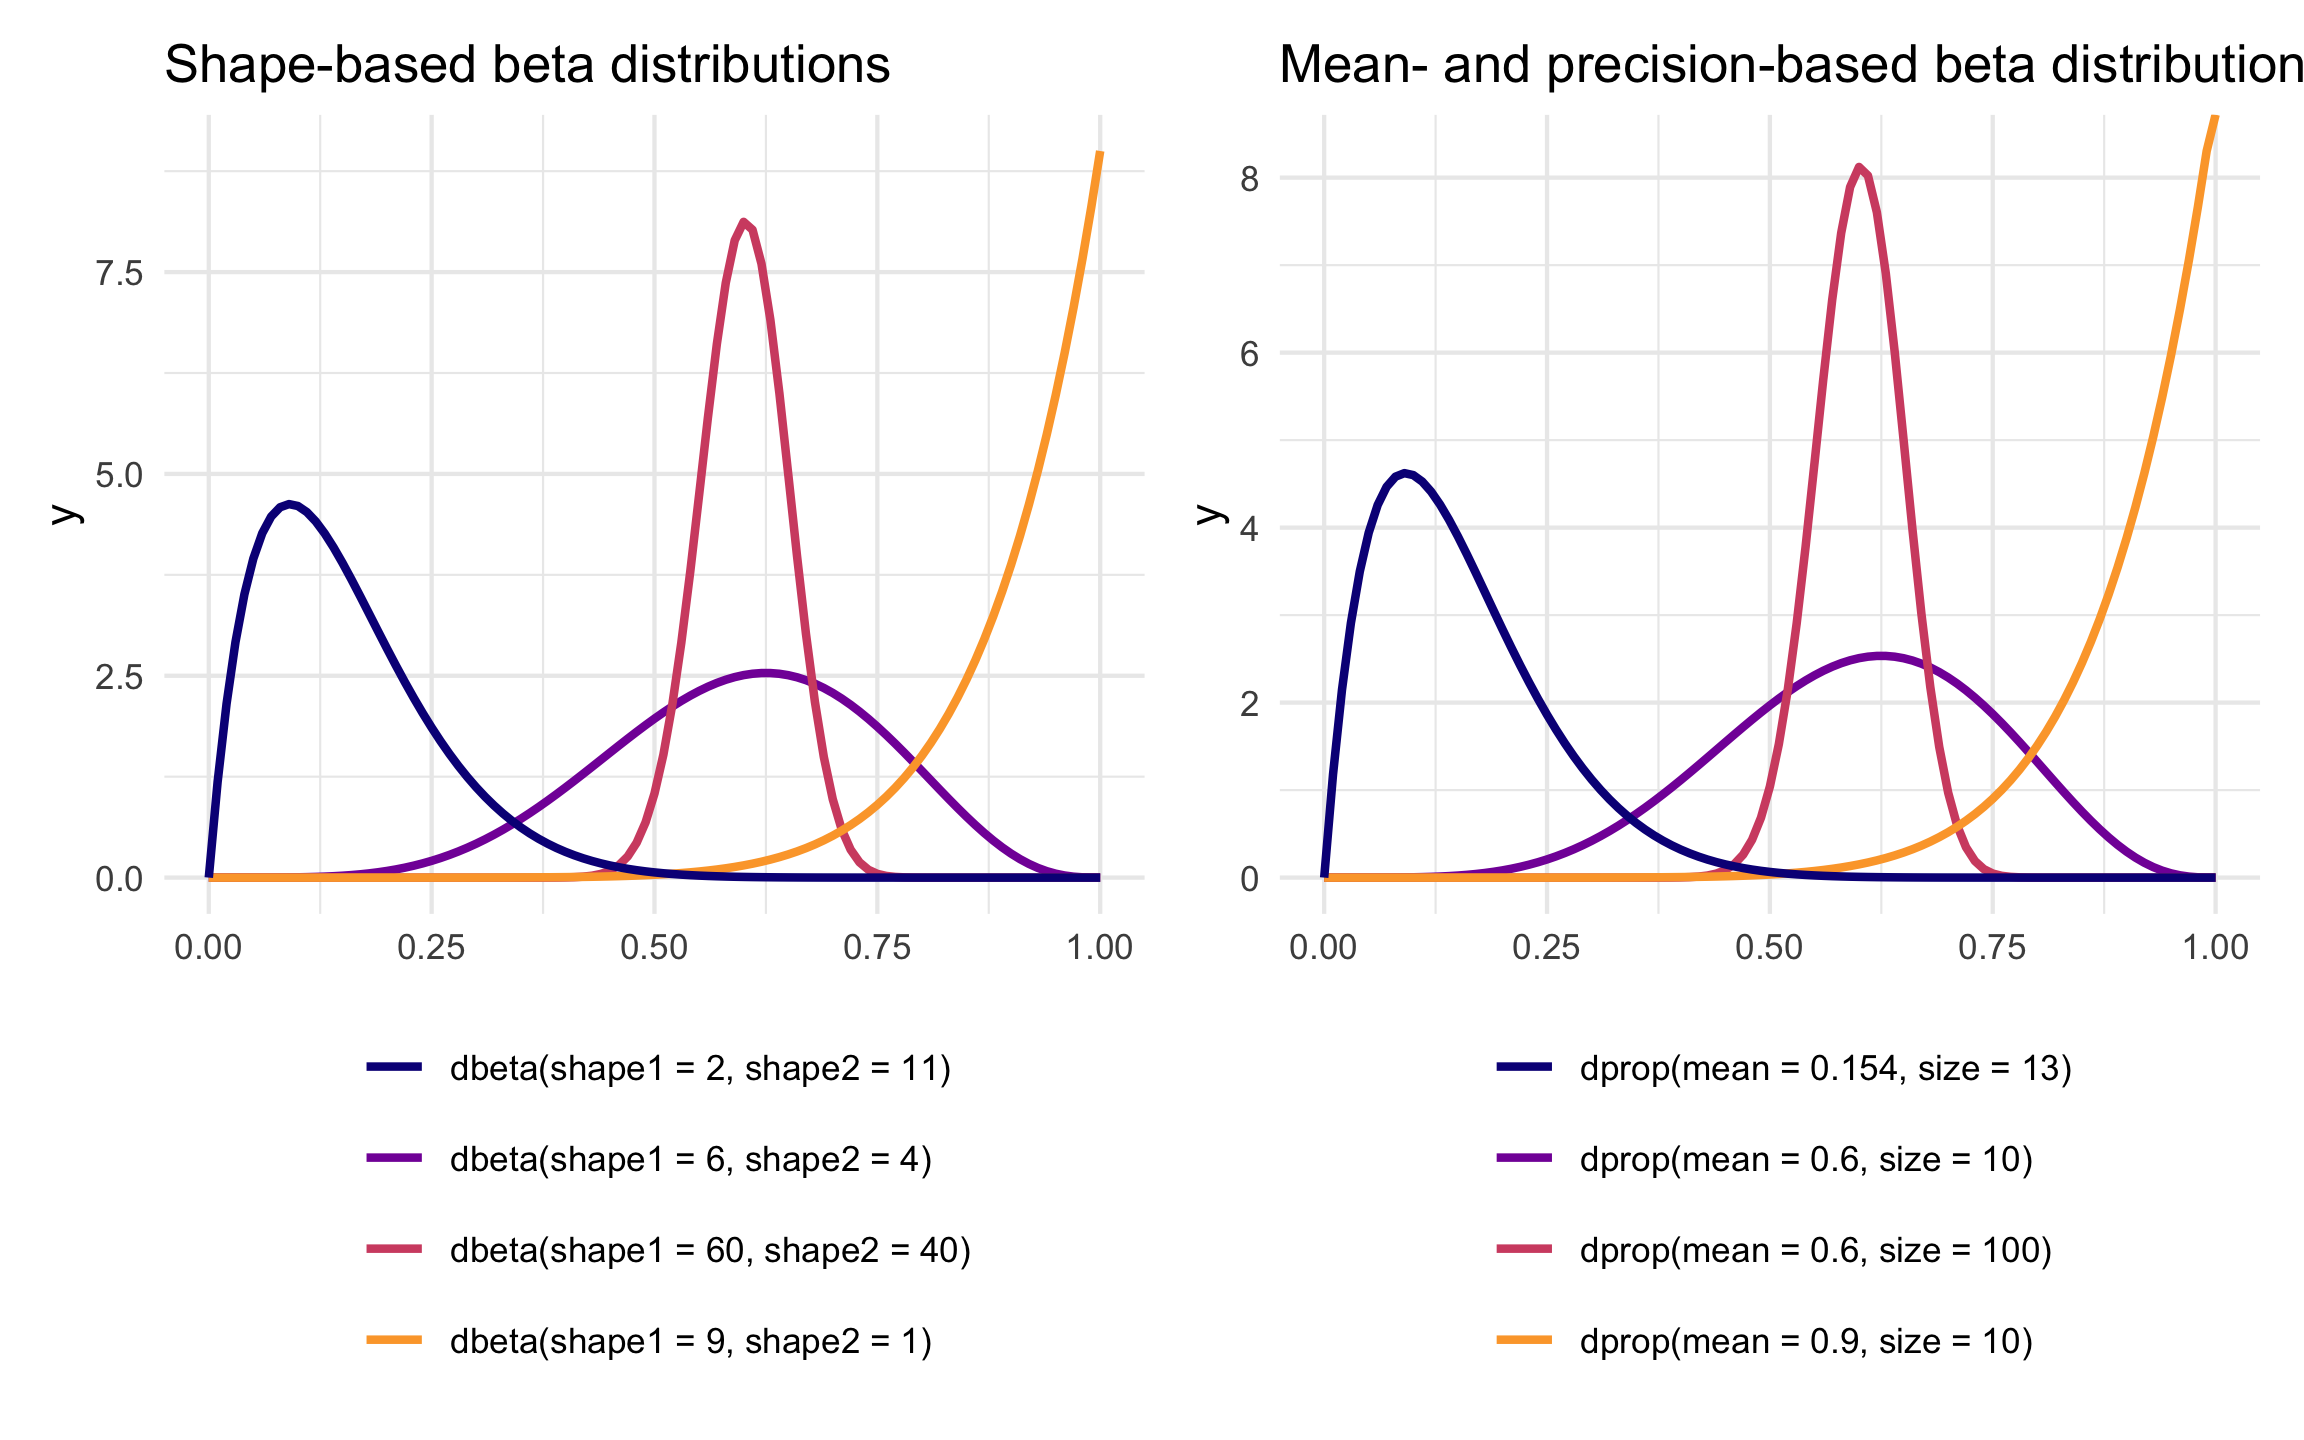 Shape-based beta distributions
y
7.5
5.0
2.5
0.0
0.00 0.25 0.50 0.75 1.00
dbeta(shape1 = 2, shape2 = 11)
dbeta(shape1 = 6, shape2 = 4)
dbeta(shape1 = 60, shape2 = 40)
dbeta(shape1 = 9, shape2 = 1)
Mean- and precision-based beta distribution
y
8
6
4
2
0
0.00 0.25 0.50 0.75 1.00
dprop(mean = 0.154, size = 13)
dprop(mean = 0.6, size = 10)
dprop(mean = 0.6, size = 100)
dprop(mean = 0.9, size = 10)